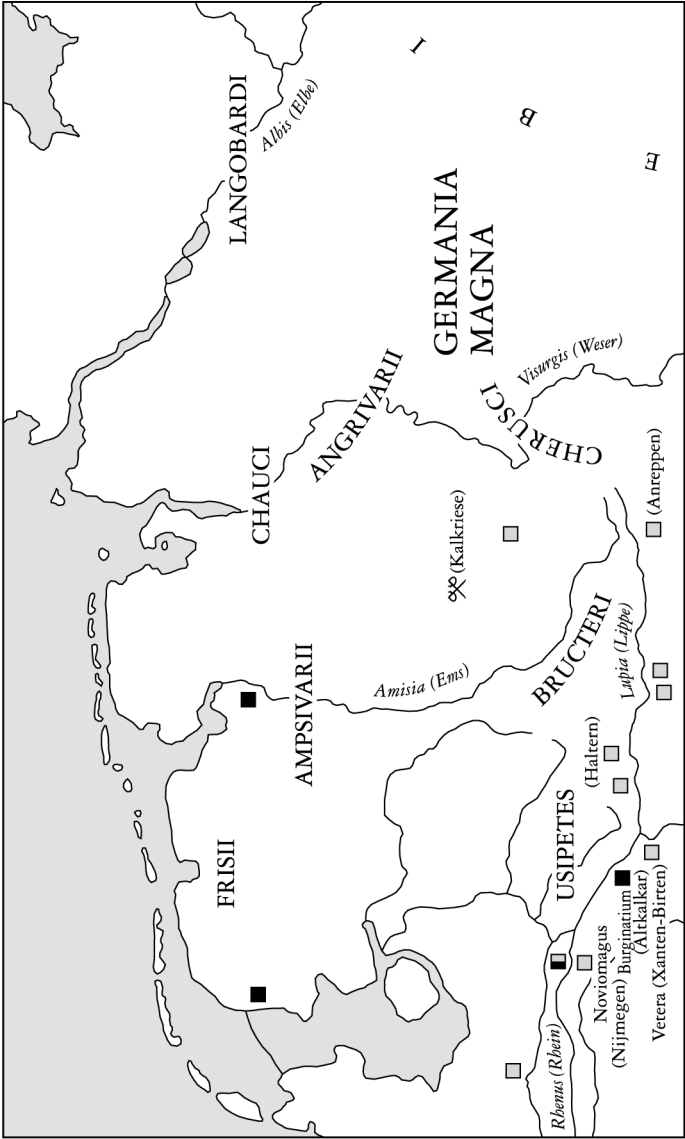 LANGOBARDI
Albis (Elbe)
I
B
E
GERMANIA
MAGNA
Visurgis (Weser)
ANGRIVARII
CHERUSCI
CHAUCI
(Kalkriese)
(Anreppen)
AMPSIVARII
Amisia (Ems)
BRUCTERI
Lupia (Lippe)
(Haltern)
FRISII
USIPETES
Rhenus (Rhein)
Noviomagus
(Nijmegen)
Burginatium
(Altkalkar)
Vetera (Xanten-Birten)